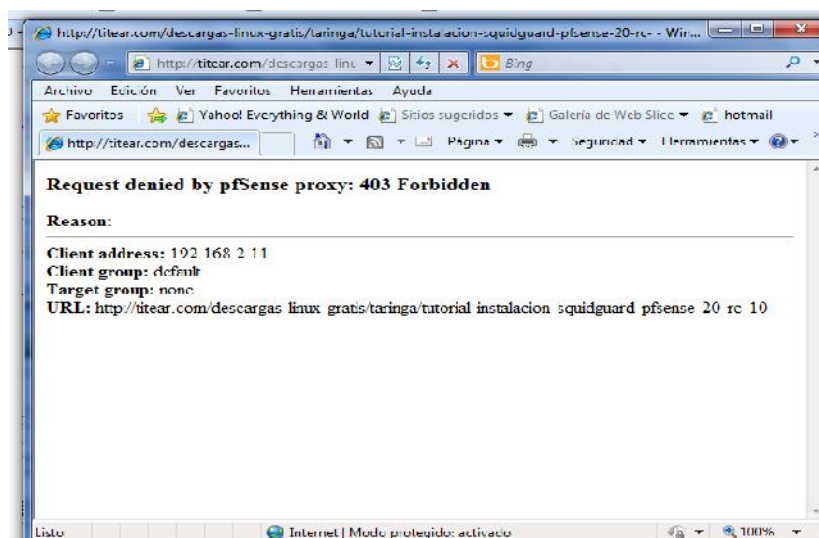 http://titear.com/descargas-linux-gratis/taringa/tutorial-instalacion-squidguard-pfsense-20-rc- - Win...
http://titear.com/descargas linu
Bing
Archivo Edición Ver Favoritos Herramientas Ayuda
Favoritos Yahoo! Everything & World Sitios sugeridos Galería de Web Slice hotmail
http://titear.com/descargas... Página Seguridad Herramientas
Request denied by pfSense proxy: 403 Forbidden
Reason:
Client address: 192 168 2 11
Client group: default
Target group: none
URL: http://titear.com/descargas linux gratis/taringa/tutorial instalacion squidguard pfsense 20 rc 10
Listo Internet | Modo protegido: activado 100%